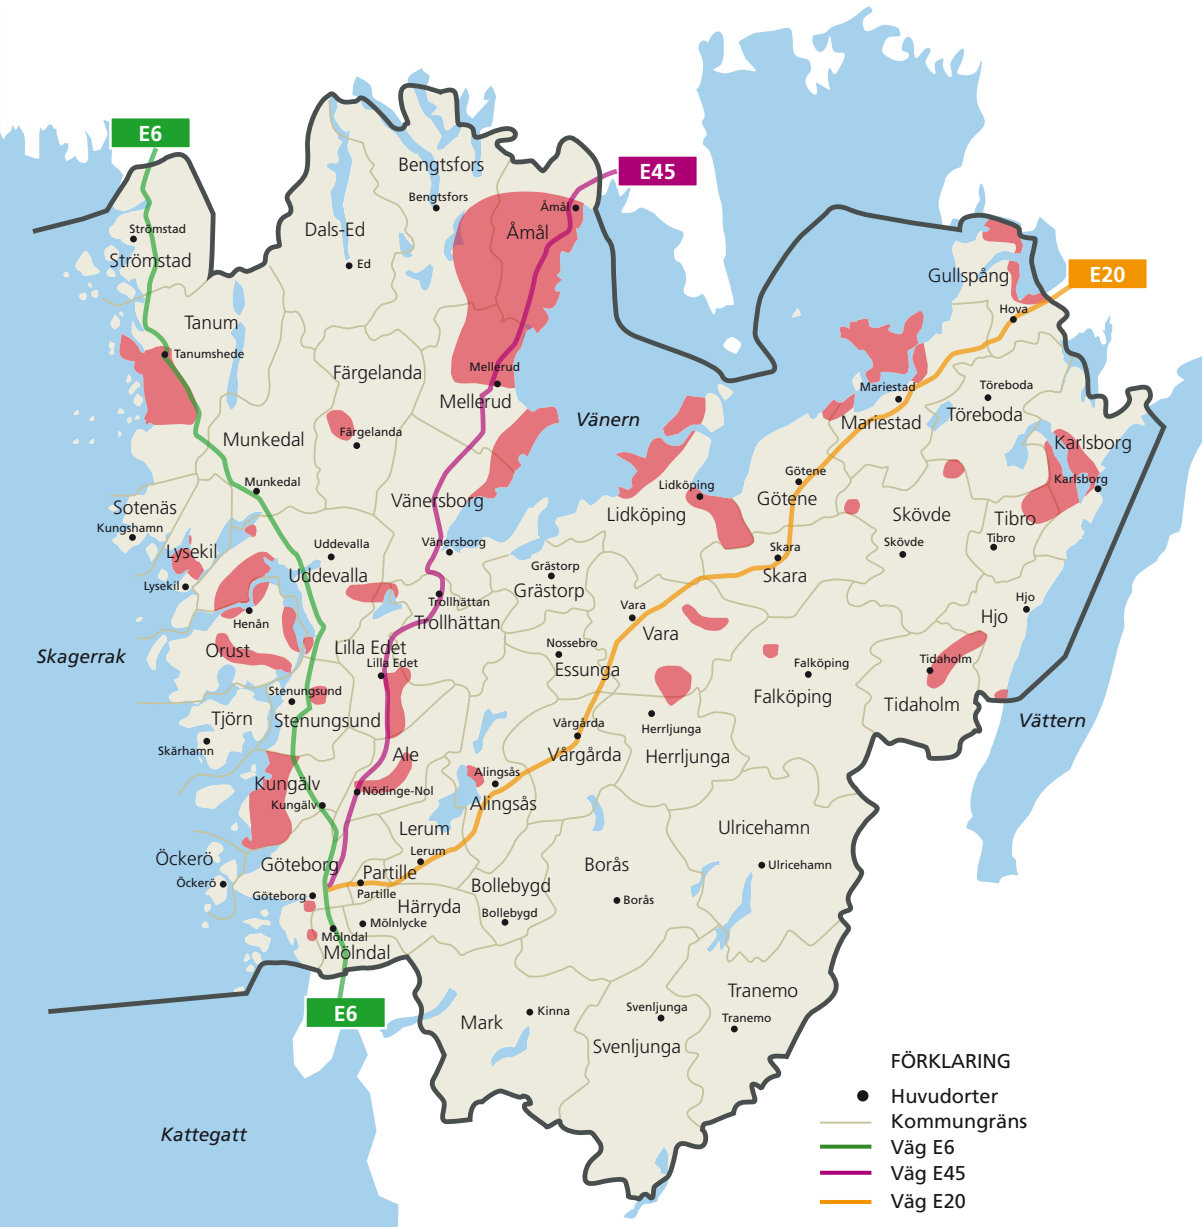 E6
E45
Bengtsfors
Bengtsfors
Åmål
Strömstad
Dals-Ed
Åmål
Strömstad
Ed
Gullspång
E20
Hova
Tanum
Tanumshede
Mellerud
Färgelanda
Mellerud
Mariestad
Töreboda
Töreboda
Vänern
Mariestad
Färgelanda
Munkedal
Karlsborg
Götene
Karlsborg
Munkedal
Lidköping
Vänersborg
Götene
Sotenäs
Lidköping
Skövde
Tibro
Kungshamn
Lysekil
Uddevalla
Vänersborg
Skara
Skövde
Tibro
Uddevalla
Grästorp
Skara
Lysekil
Grästorp
Trollhättan
Vara
Hjo
Henån
Trollhättan
Vara
Hjo
Skagerrak
Orust
Lilla Edet
Lilla Edet
Nossebro
Essunga
Falköping
Tidaholm
Stenungsund
Falköping
Tidaholm
Tjörn
Stenungsund
Vårgårda
Herrljunga
Vättern
Skärhamn
Ale
Vårgårda
Herrljunga
Kungälv
Alingsås
Nödinge-Nol
Kungälv
Alingsås
Lerum
Ulricehamn
Öckerö
Göteborg
Lerum
Partille
Borås
Ulricehamn
Öckerö
Göteborg
Partille
Bollebygd
Härryda
Bollebygd
Borås
Mölnlycke
Mölndal
Mölndal
E6
Mark
Kinna
Svenljunga
Tranemo
Tranemo
Svenljunga
Kattegatt
FÖRKLARING
Huvudorter
Kommungräns
Väg E6
Väg E45
Väg E20